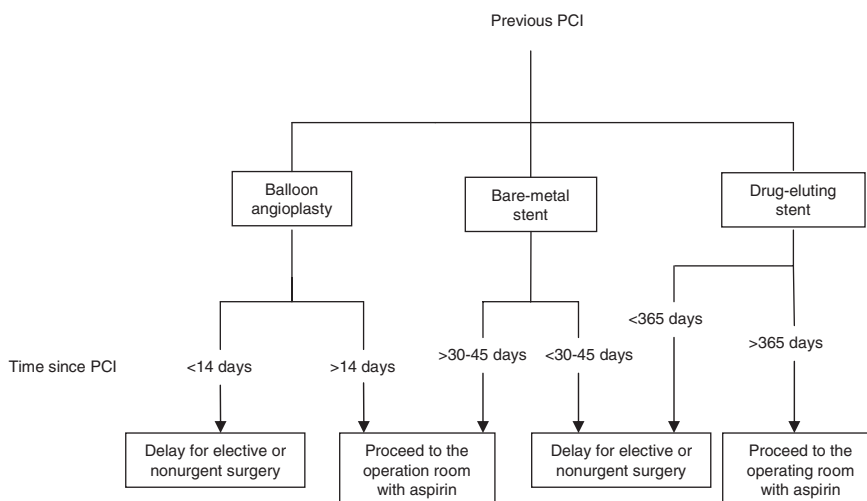 Previous PCI
Balloon
angioplasty
Bare-metal
stent
Drug-eluting
stent
Time since PCI
<14 days
>14 days
>30-45 days
<30-45 days
<365 days
>365 days
Delay for elective or
nonurgent surgery
Proceed to the
operation room
with aspirin
Delay for elective or
nonurgent surgery
Proceed to the
operating room
with aspirin